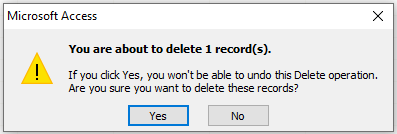 Microsoft Access
You are about to delete 1 record(s).
If you click Yes, you won't be able to undo this Delete operation.
Are you sure you want to delete these records?
Yes No